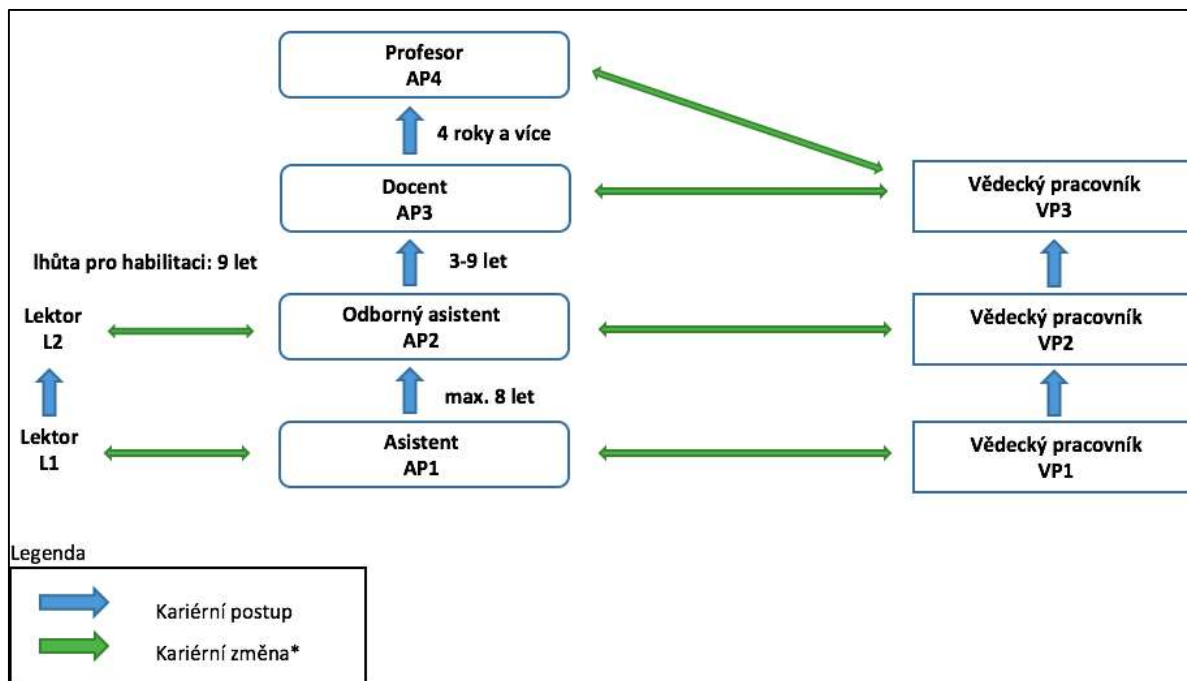 Profesor
AP4
4 roky a více
Docent
AP3
Vědecký pracovník
VP3
lhůta pro habilitaci: 9 let
3-9 let
Lektor
L2
Odborný asistent
AP2
Vědecký pracovník
VP2
max. 8 let
Lektor
L1
Asistent
AP1
Vědecký pracovník
VP1
Legenda
Kariérní postup
Kariérní změna*